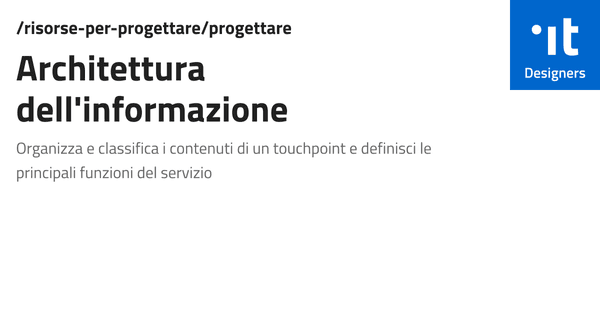 /risorse-per-progettare/progettare
Architettura
dell'informazione
Organizza e classifica i contenuti di un touchpoint e definisci le
principali funzioni del servizio
.it
Designers